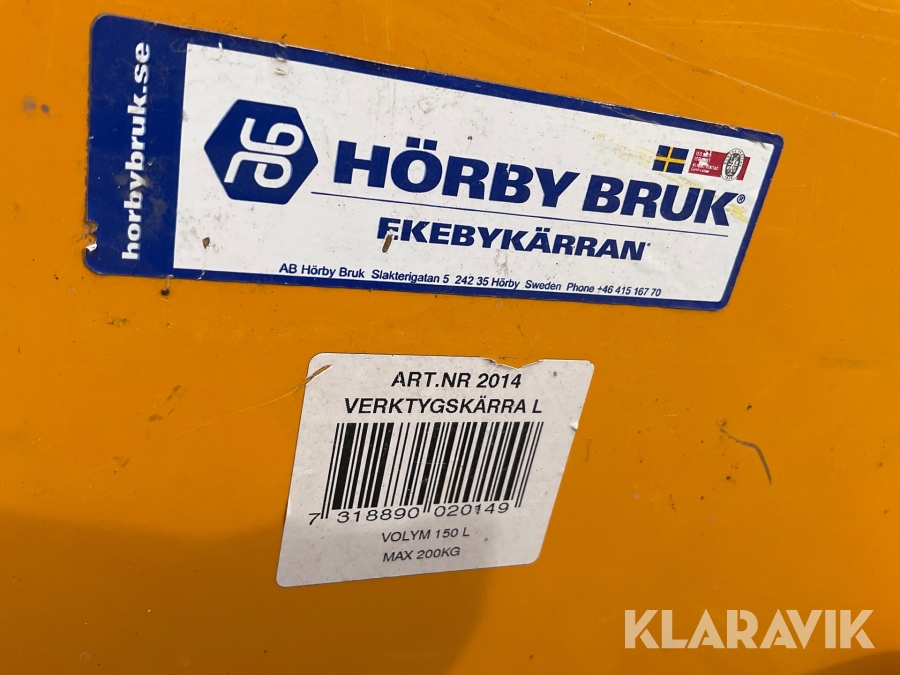 horbybruk.se
HÖRBY BRUK®
EKEBYKÄRRAN
AB Hörby Bruk Slakterigatan 5 242 35 Hörby Sweden Phone +46 415 167 70
ART.NR 2014
VERKTYGSKÄRRA L
7 318890 020149
VOLYM 150 L
MAX 200KG
KLARAVIK